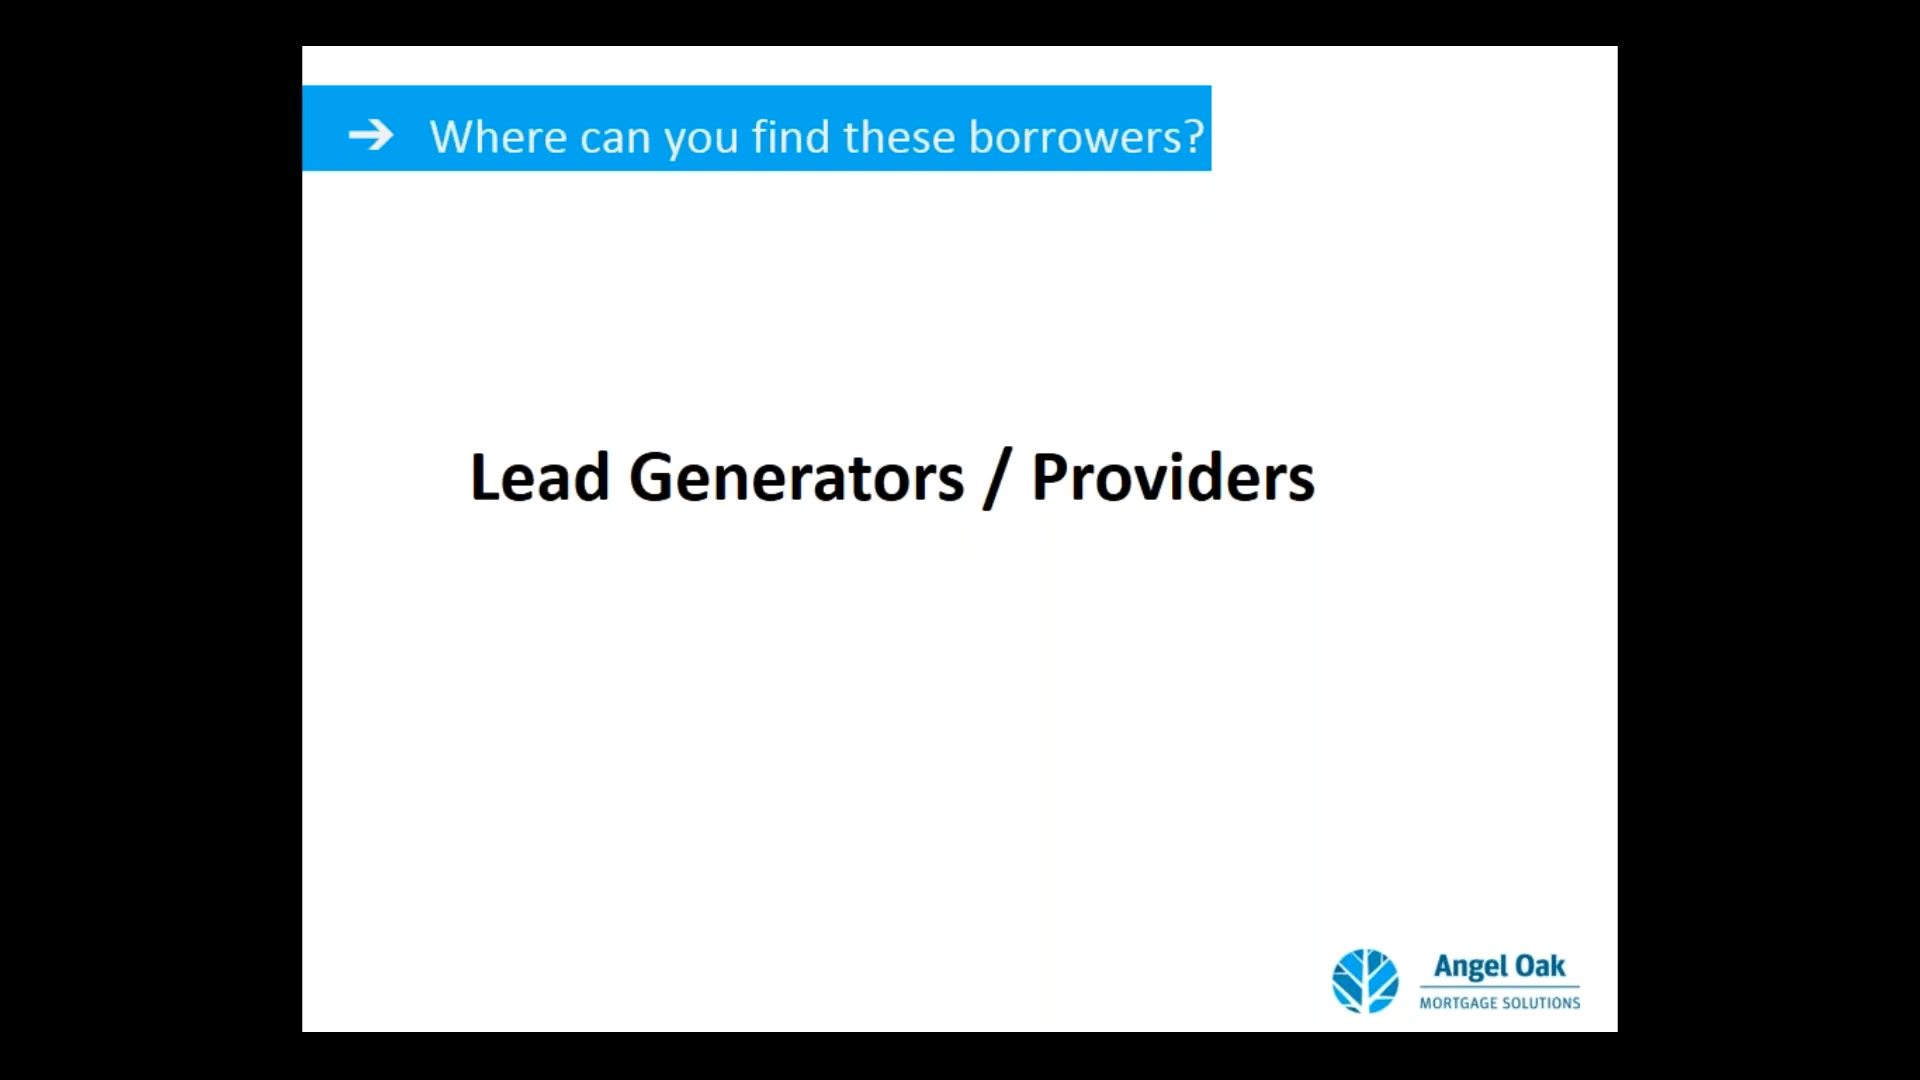 ➔ Where can you find these borrowers?
Lead Generators / Providers
Angel Oak
MORTGAGE SOLUTIONS